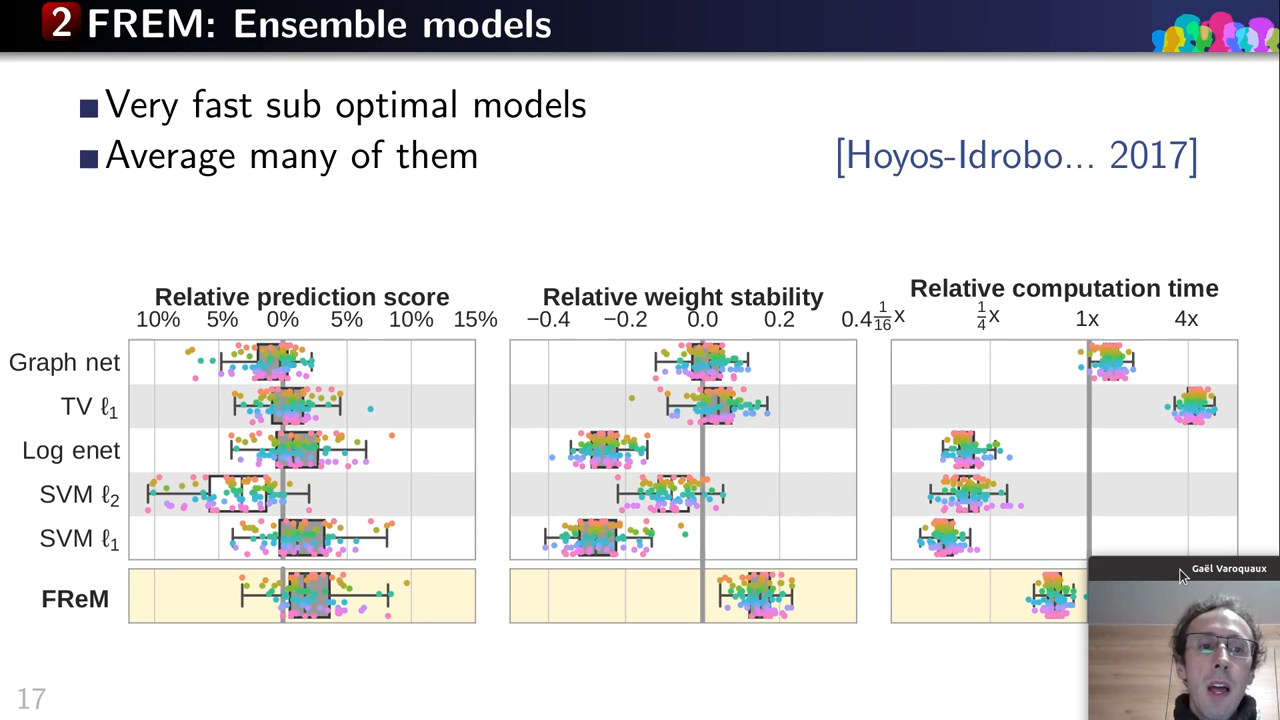 2 FREM: Ensemble models
Very fast sub optimal models
Average many of them
[Hoyos-Idrobo... 2017]
Relative prediction score
10% 5% 0% 5% 10% 15%
Relative weight stability
−0.4 −0.2 0.0 0.2 0.4
Relative computation time
1/16x 1/4x 1x 4x
Graph net
TV ℓ1
Log enet
SVM ℓ2
SVM ℓ1
FReM
Gaël Varoquaux
17